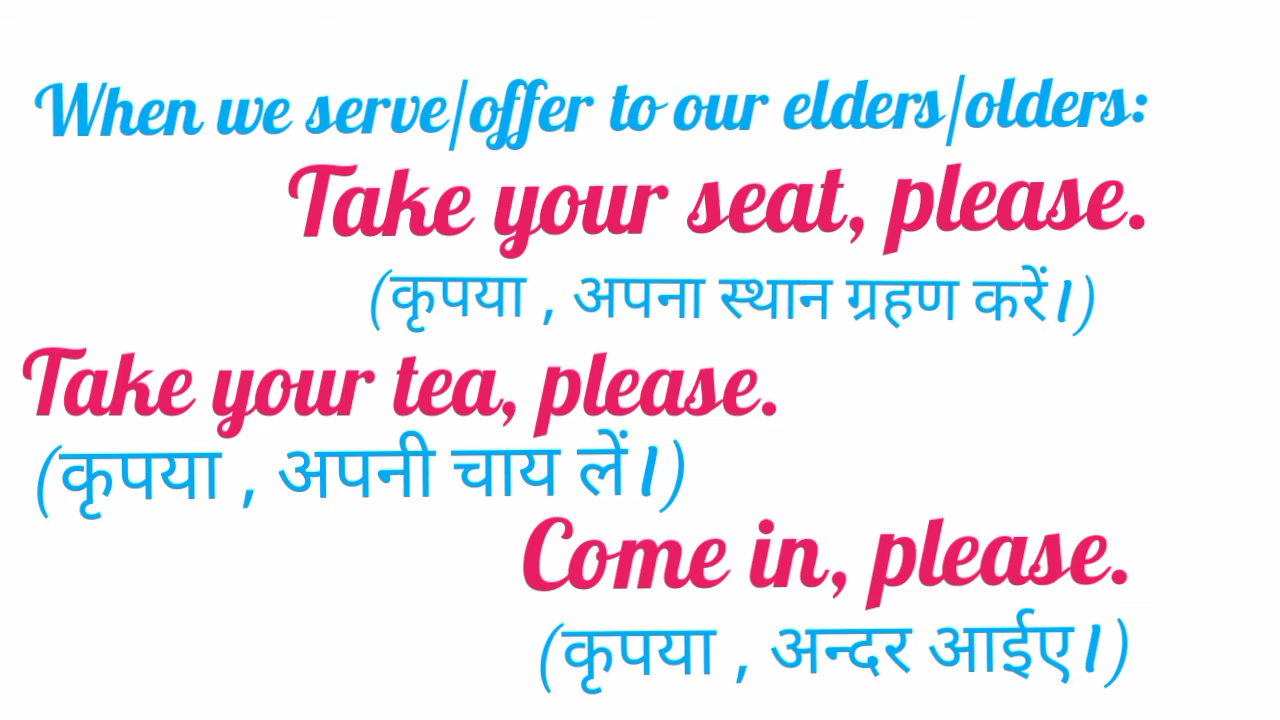 When we serve/offer to our elders/olders:
Take your seat, please.
(कृपया , अपना स्थान ग्रहण करें।)
Take your tea, please.
(कृपया , अपनी चाय लें।)
Come in, please.
(कृपया , अन्दर आईए।)